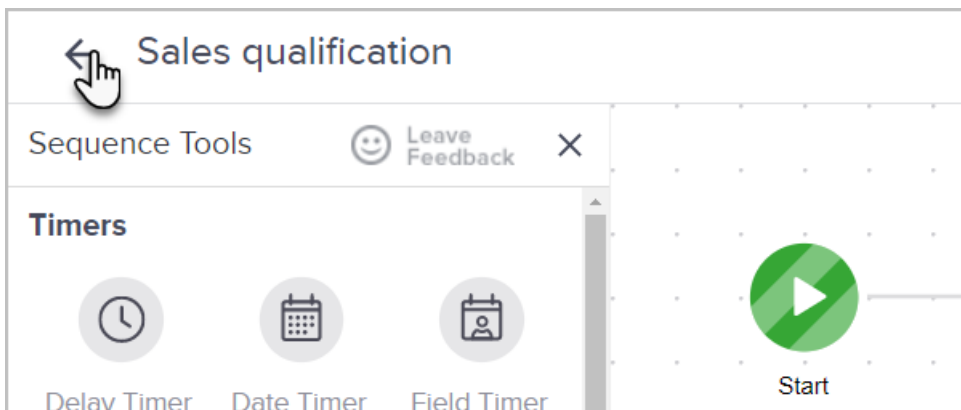 Sales qualification
Sequence Tools
Leave
Feedback
Timers
Delay Timer
Date Timer
Field Timer
Start